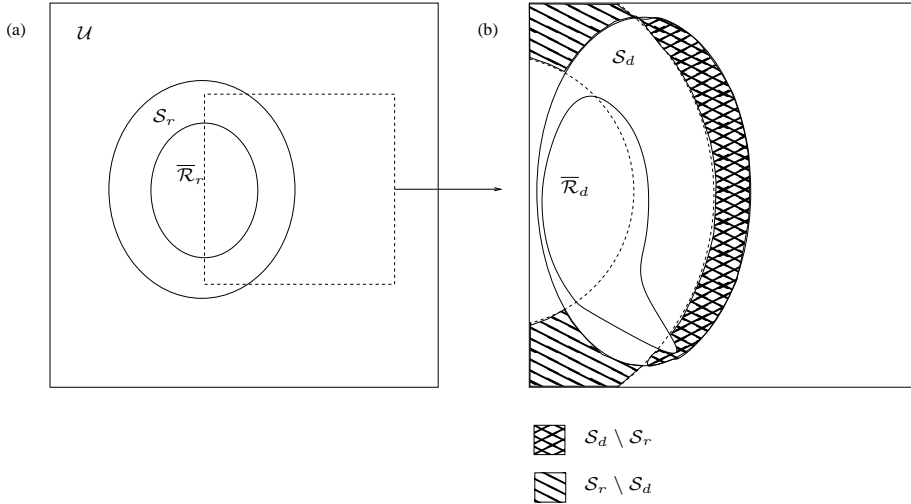 (a)
𝒰
𝒮_r
ℛ̅_r
(b)
𝒮_d
ℛ̅_d
𝒮_d \ 𝒮_r
𝒮_r \ 𝒮_d